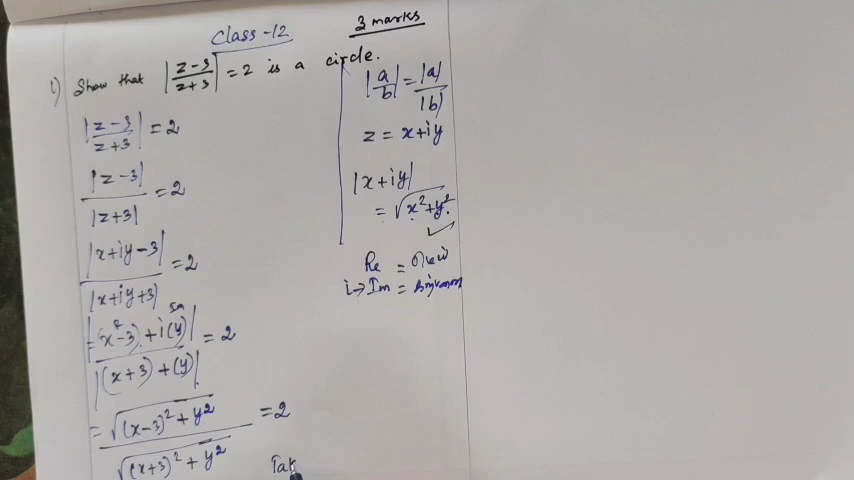 Class-12
3 marks
1) Show that |z-3/z+3| = 2 is a circle.
|z-3/z+3| = 2
|z-3|/|z+3| = 2
|x+iy-3|/|x+iy+3| = 2
= |(x-3)+i(y)|/|(x+3)+(y)| = 2
= √(x-3)²+y²/√(x+3)²+y² = 2
Tak
|a/b| = |a|/|b|
z = x+iy
|x+iy|
= √x²+y².
Re =
i→Im =